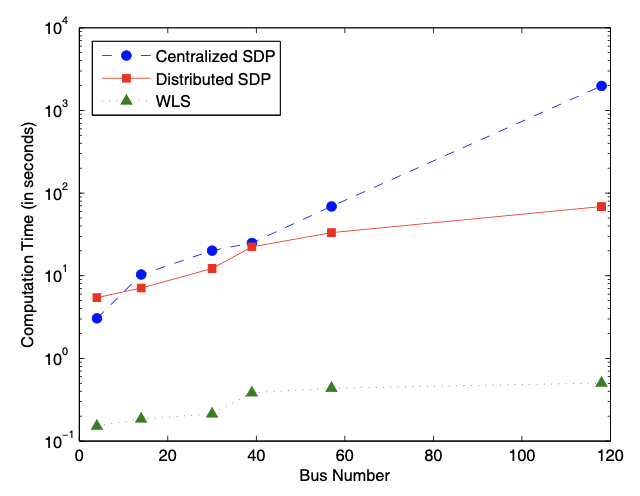 10^4
10^3
10^2
10^1
10^0
10^-1
Computation Time (in seconds)
Centralized SDP
Distributed SDP
WLS
0 20 40 60 80 100 120
Bus Number